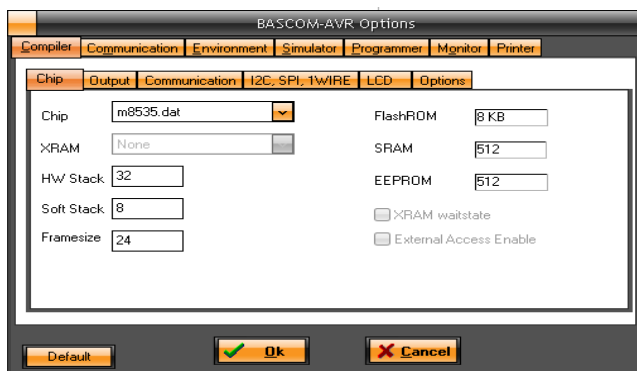 BASCOM-AVR Options
Compiler Communication Environment Simulator Programmer Monitor Printer
Chip Output Communication I2C, SPI, 1WIRE LCD Options
Chip m8535.dat FlashROM 8 KB
XRAM None SRAM 512
HW Stack 32 EEPROM 512
Soft Stack 8 XRAM waitstate
Framesize 24 External Access Enable
Default Ok Cancel